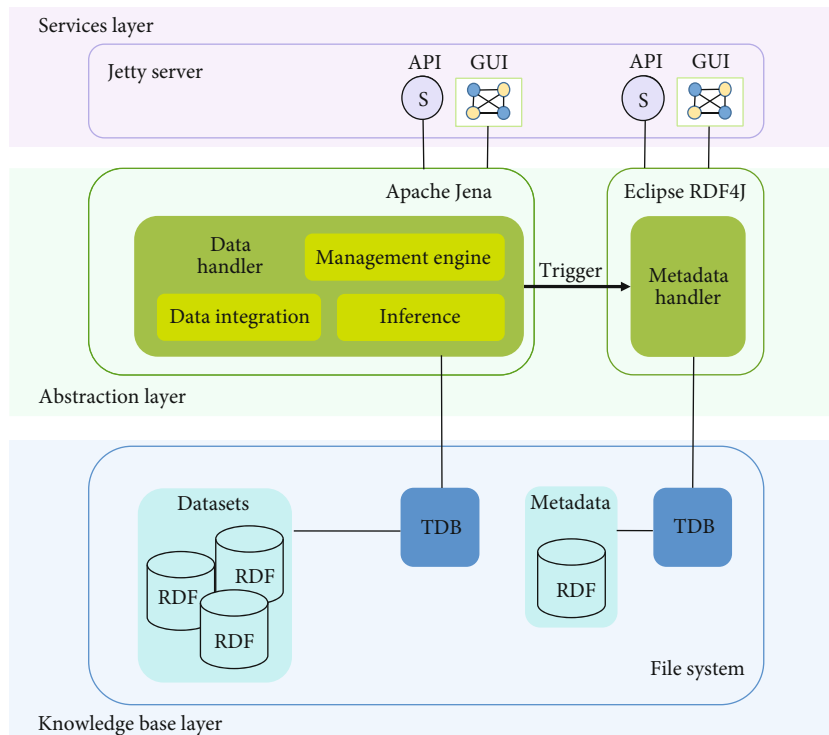 Services layer
Jetty server
API
GUI
API
GUI
S
S
Apache Jena
Eclipse RDF4J
Data
handler
Management engine
Data integration
Inference
Trigger
Metadata
handler
Abstraction layer
Datasets
RDF
RDF
RDF
TDB
Metadata
RDF
TDB
File system
Knowledge base layer